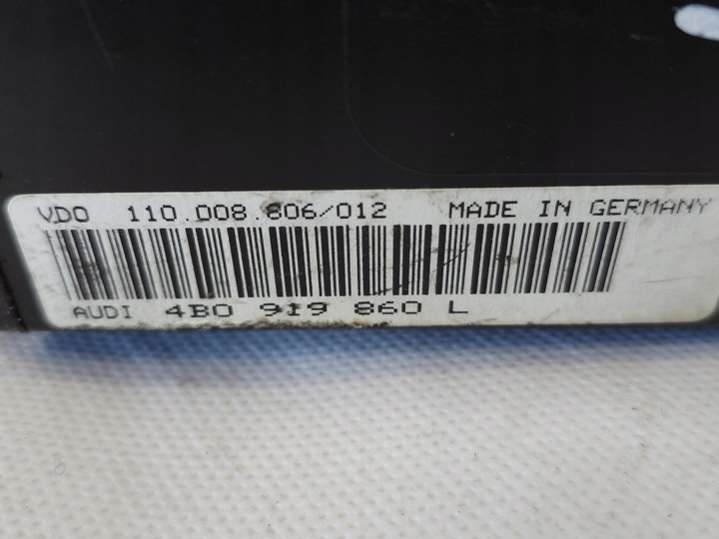 VDO 110.008.806/012 MADE IN GERMANY
AUDI 4B0 919 860 L